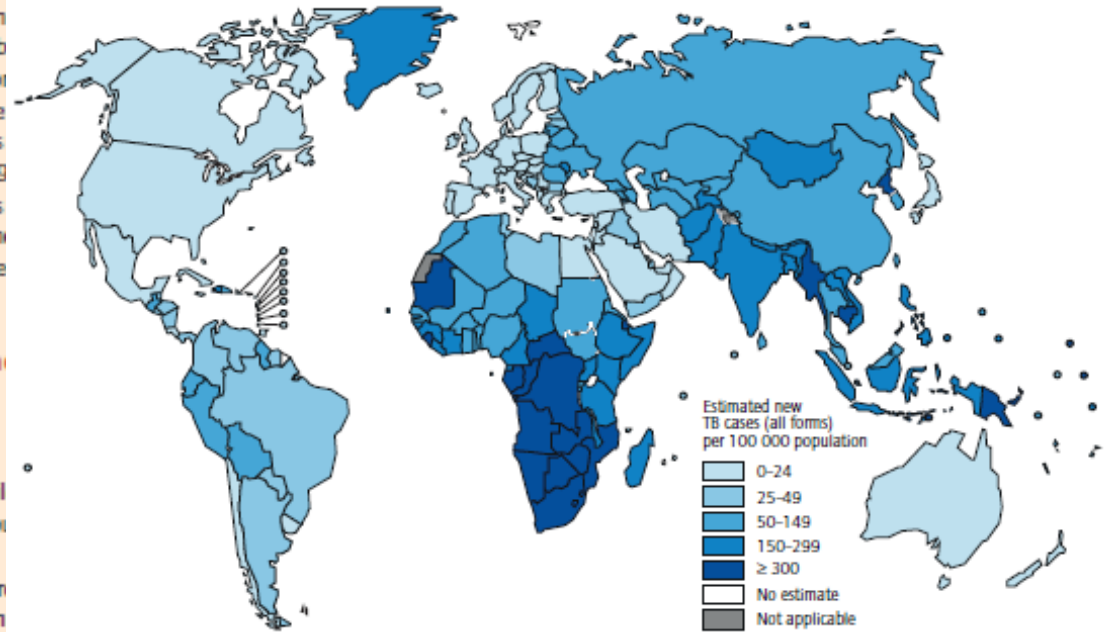 Estimated new
TB cases (all forms)
per 100 000 population
0–24
25–49
50–149
150–299
≥ 300
No estimate
Not applicable